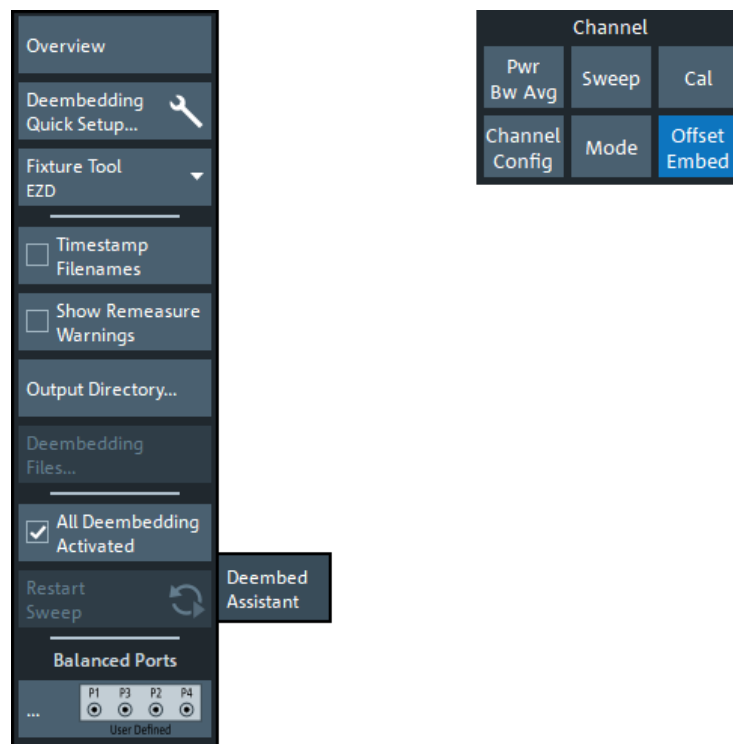 Overview
Deembedding
Quick Setup...
Fixture Tool
EZD
Timestamp
Filenames
Show Remeasure
Warnings
Output Directory...
Deembedding
Files...
All Deembedding
Activated
Restart
Sweep
Balanced Ports
... P1 P3 P2 P4
User Defined
Deembed
Assistant
Channel
Pwr
Bw Avg
Sweep
Cal
Channel
Config
Mode
Offset
Embed